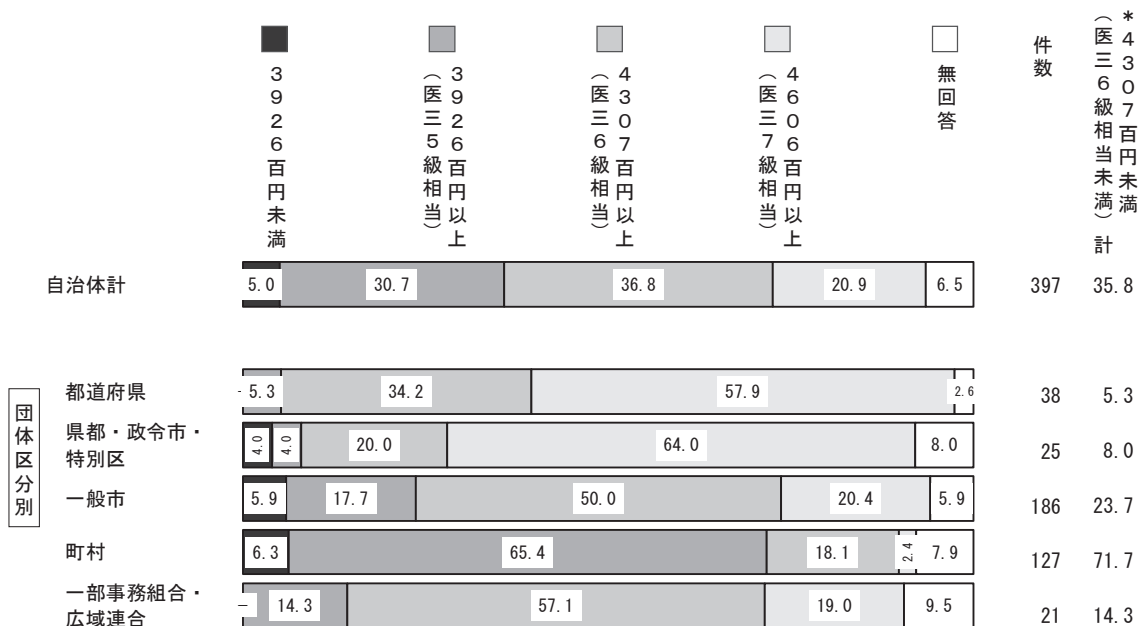 3926百円未満
3926百円以上
(医三5級相当)
4307百円以上
(医三6級相当)
4606百円以上
(医三7級相当)
無回答
件数
*4307百円未満
(医三6級相当未満)計
自治体計 5.0 30.7 36.8 20.9 6.5 397 35.8
団体区分別
都道府県 - 5.3 34.2 57.9 2.6 38 5.3
県都・政令市・
特別区 4.0 4.0 20.0 64.0 8.0 25 8.0
一般市 5.9 17.7 50.0 20.4 5.9 186 23.7
町村 6.3 65.4 18.1 2.4 7.9 127 71.7
一部事務組合・
広域連合 - 14.3 57.1 19.0 9.5 21 14.3